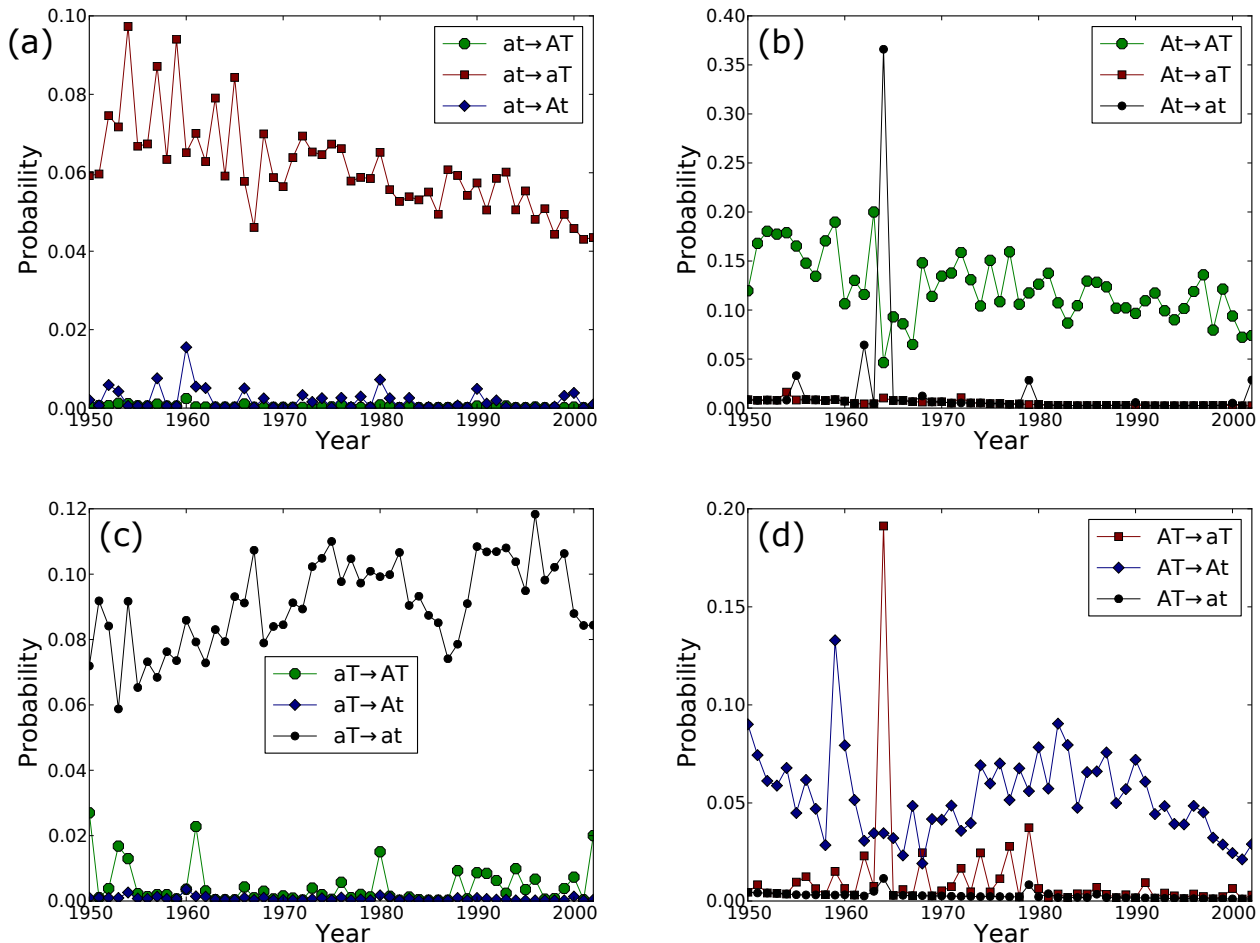 (a)
0.10
0.08
0.06
0.04
0.02
0.00
Probability
at→AT
at→aT
at→At
1950 1960 1970 1980 1990 2000
Year
(b)
0.40
0.35
0.30
0.25
0.20
0.15
0.10
0.05
0.00
Probability
At→AT
At→aT
At→at
1950 1960 1970 1980 1990 2000
Year
(c)
0.12
0.10
0.08
0.06
0.04
0.02
0.00
Probability
aT→AT
aT→At
aT→at
1950 1960 1970 1980 1990 2000
Year
(d)
0.20
0.15
0.10
0.05
0.00
Probability
AT→aT
AT→At
AT→at
1950 1960 1970 1980 1990 2000
Year